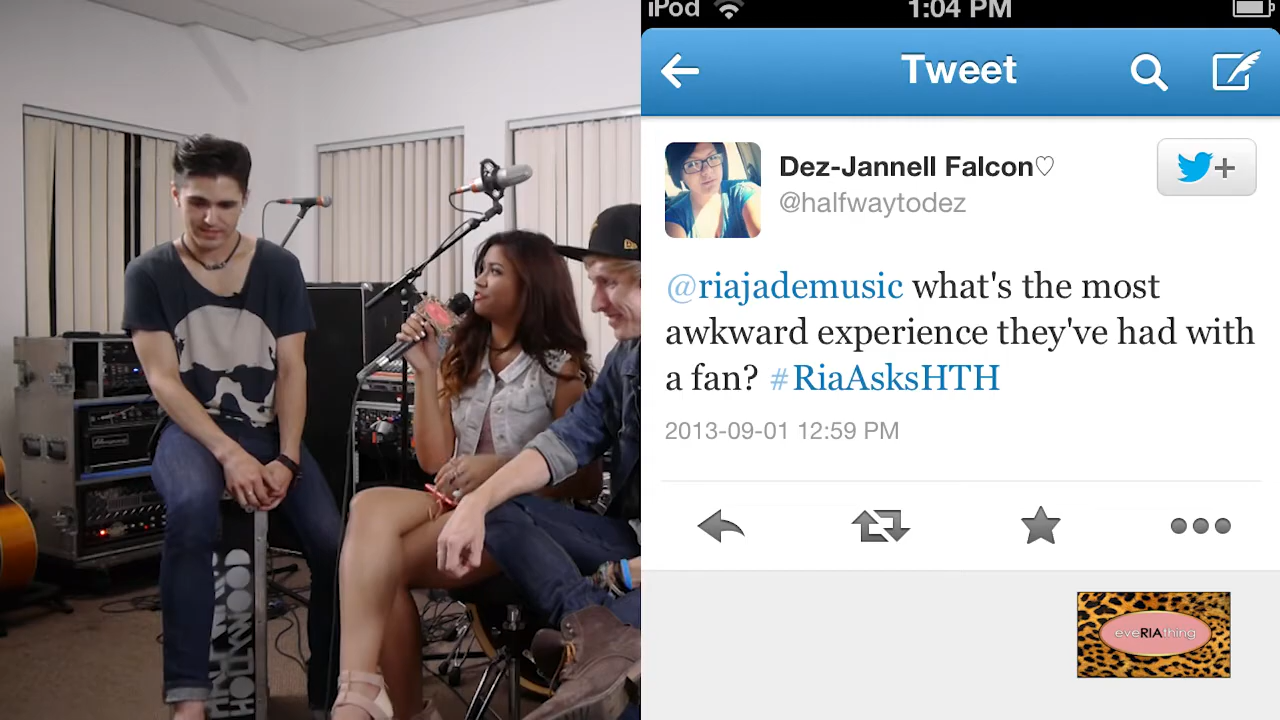 iPod
1:04 PM
Tweet
Dez-Jannell Falcon♡
@halfwaytodez
@riajademusic what's the most
awkward experience they've had with
a fan? #RiaAsksHTH
2013-09-01 12:59 PM
eveRIAthing
HOLLYWOOD